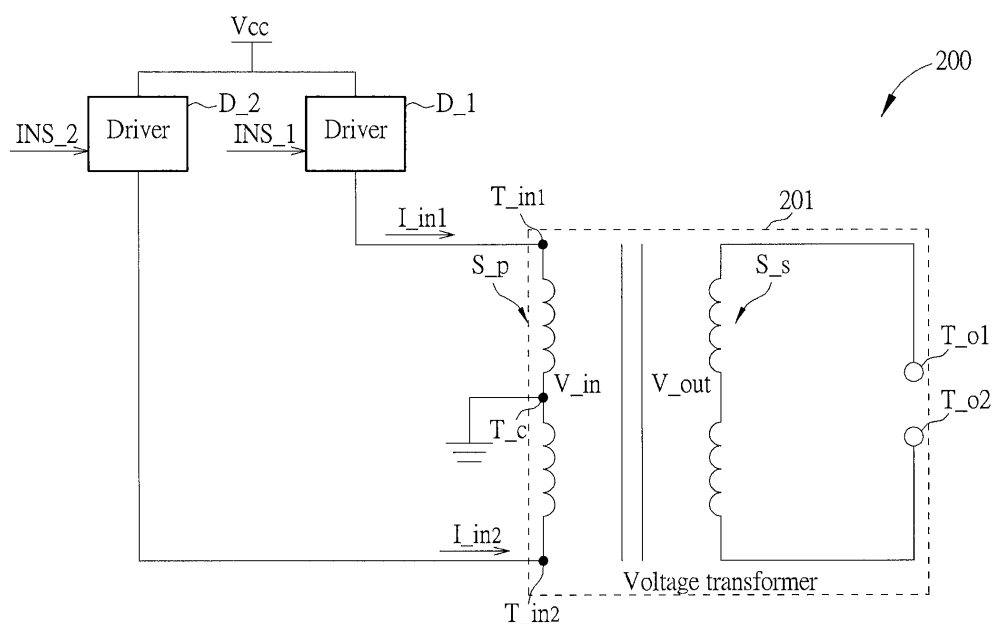 Vcc
200
D_2
D_1
INS_2
Driver
INS_1
Driver
T_in1
201
I_in1
S_p
S_s
T_o1
V_in
V_out
T_o2
T_c
I_in2
Voltage transformer
T_in2